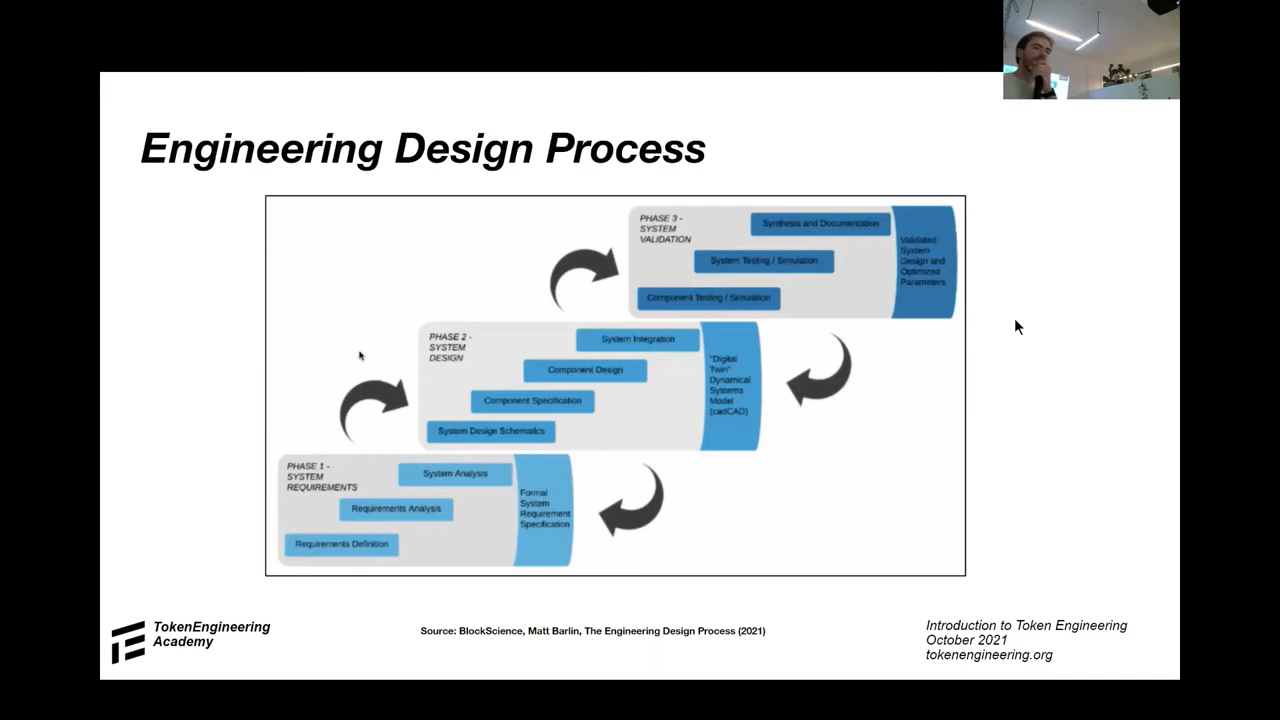 Engineering Design Process
PHASE 3 -
SYSTEM
VALIDATION
Synthesis and Documentation
System Testing / Simulation
Component Testing / Simulation
Validated
System
Design and
Optimized
Parameters
PHASE 2 -
SYSTEM
DESIGN
System Integration
Component Design
Component Specification
System Design Schematics
"Digital
Twin"
Dynamical
Systems
Model
(cadCAD)
PHASE 1 -
SYSTEM
REQUIREMENTS
System Analysis
Requirements Analysis
Requirements Definition
Formal
System
Requirement
Specification
TokenEngineering
Academy
Source: BlockScience, Matt Barlin, The Engineering Design Process (2021)
Introduction to Token Engineering
October 2021
tokenengineering.org